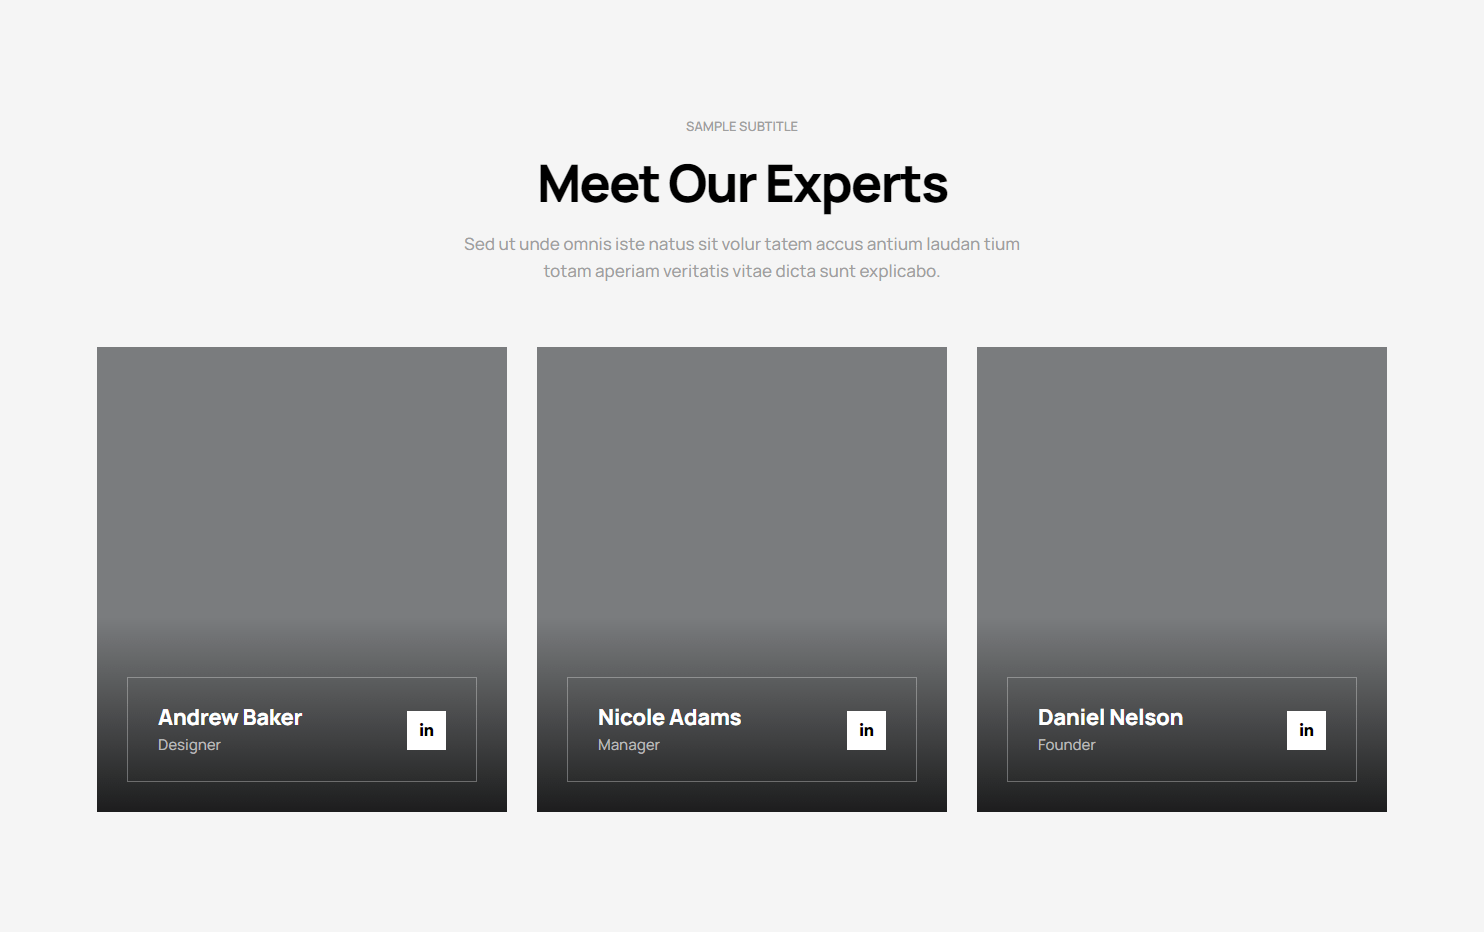 SAMPLE SUBTITLE
Meet Our Experts
Sed ut unde omnis iste natus sit volur tatem accus antium laudan tium
totam aperiam veritatis vitae dicta sunt explicabo.
Andrew Baker
Designer
in
Nicole Adams
Manager
in
Daniel Nelson
Founder
in